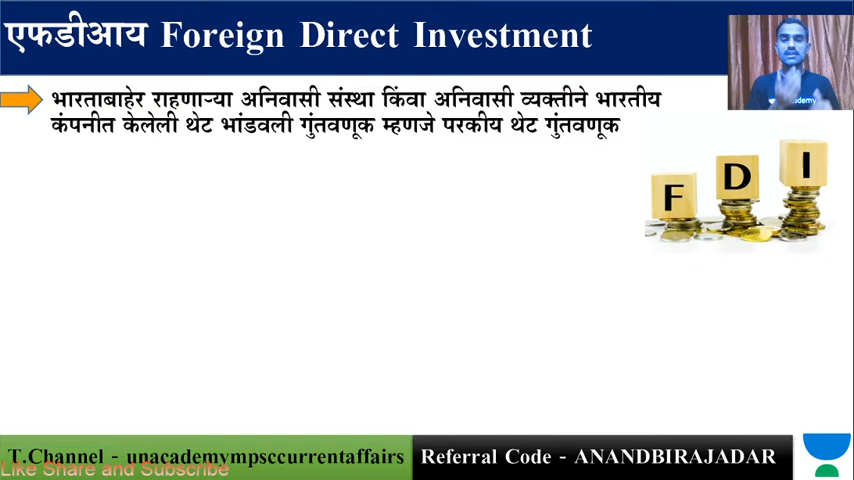 एफडीआय Foreign Direct Investment
भारताबाहेर राहणाऱ्या अनिवासी संस्था किंवा अनिवासी व्यक्तीने भारतीय
कंपनीत केलेली थेट भांडवली गुंतवणूक म्हणजे परकीय थेट गुंतवणूक
F D I
T.Channel - unacademympsccurrentaffairs
Referral Code - ANANDBIRAJADAR
Like Share and Subscribe